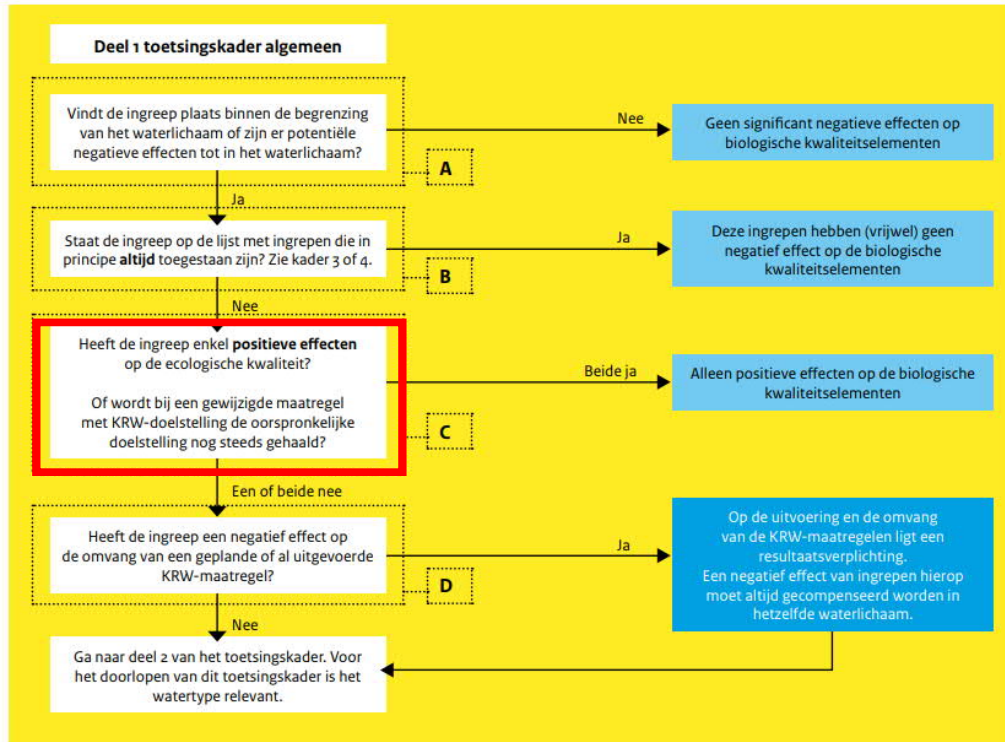 Deel 1 toetsingskader algemeen
Vindt de ingreep plaats binnen de begrenzing
van het waterlichaam of zijn er potentiële
negatieve effecten tot in het waterlichaam?
Nee
Geen significant negatieve effecten op
biologische kwaliteitselementen
A
Ja
Staat de ingreep op de lijst met ingrepen die in
principe altijd toegestaan zijn? Zie kader 3 of 4.
Ja
Deze ingrepen hebben (vrijwel) geen
negatief effect op de biologische
kwaliteitselementen
B
Nee
Heeft de ingreep enkel positieve effecten
op de ecologische kwaliteit?
Of wordt bij een gewijzigde maatregel
met KRW-doelstelling de oorspronkelijke
doelstelling nog steeds gehaald?
Beide ja
Alleen positieve effecten op de biologische
kwaliteitselementen
C
Een of beide nee
Heeft de ingreep een negatief effect op
de omvang van een geplande of al uitgevoerde
KRW-maatregel?
Ja
Op de uitvoering en de omvang
van de KRW-maatregelen ligt een
resultaatsverplichting.
Een negatief effect van ingrepen hierop
moet altijd gecompenseerd worden in
hetzelfde waterlichaam.
D
Nee
Ga naar deel 2 van het toetsingskader. Voor
het doorlopen van dit toetsingskader is het
watertype relevant.